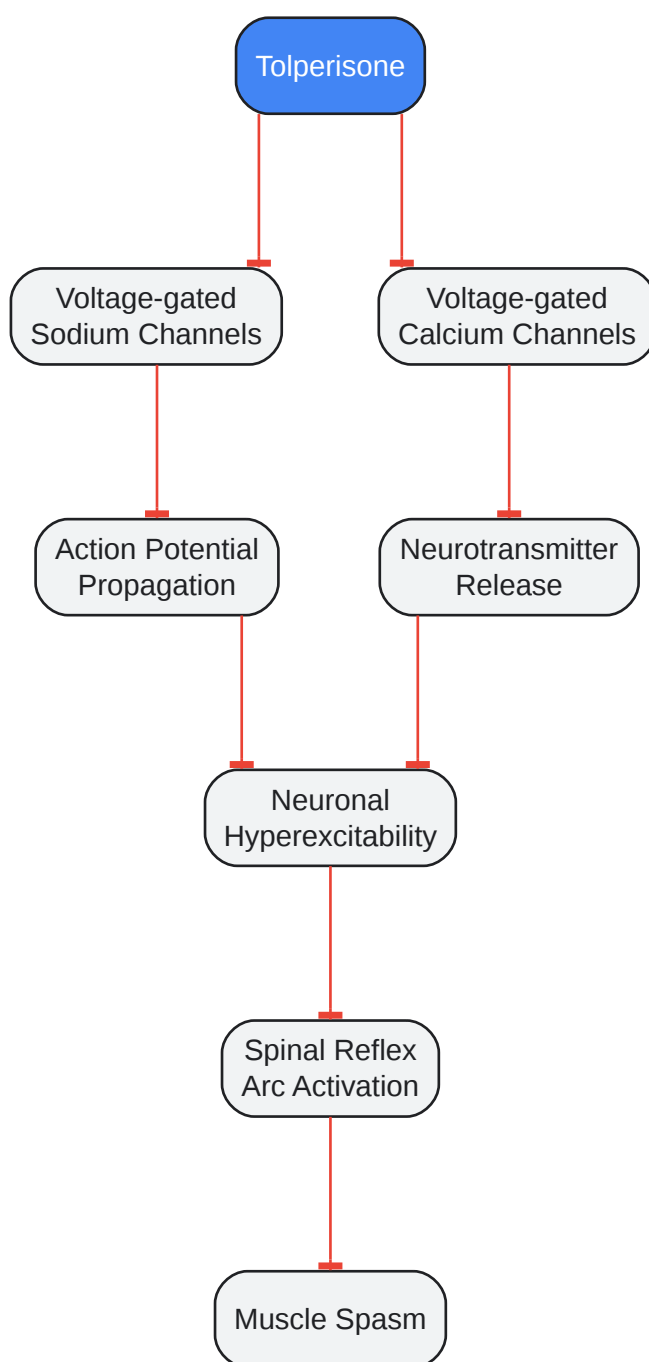 Tolperisone
Voltage-gated
Sodium Channels
Voltage-gated
Calcium Channels
Action Potential
Propagation
Neurotransmitter
Release
Neuronal
Hyperexcitability
Spinal Reflex
Arc Activation
Muscle Spasm